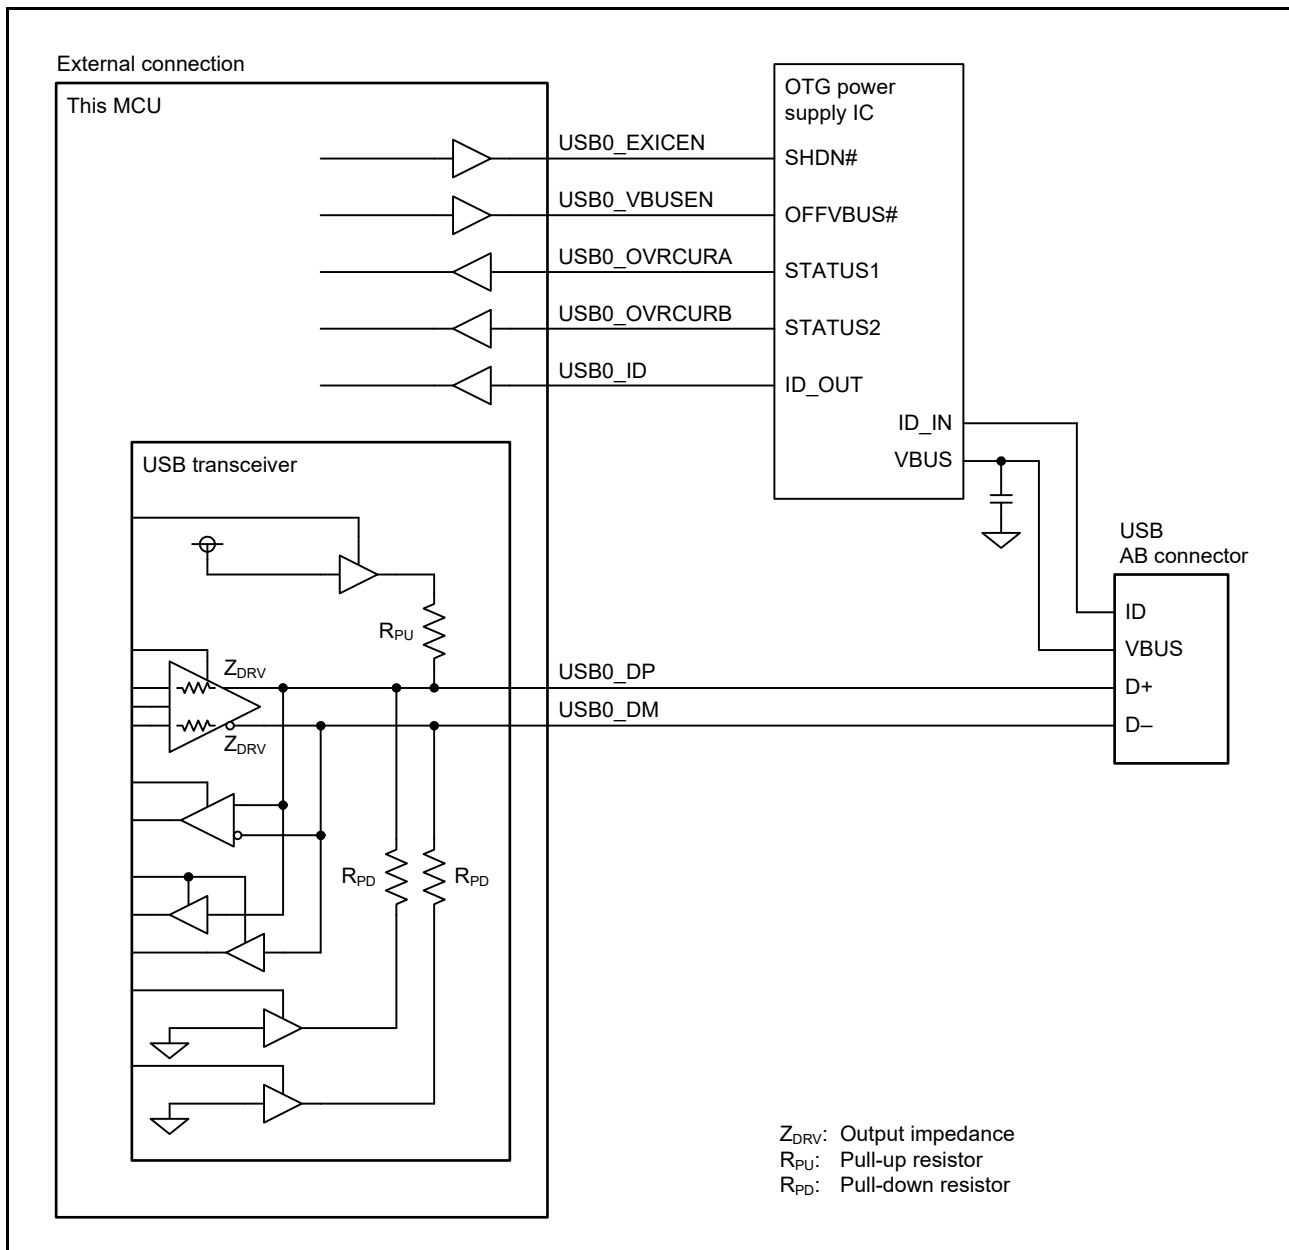 External connection
This MCU
OTG power
supply IC
USB0_EXICEN
SHDN#
USB0_VBUSEN
OFFVBUS#
USB0_OVRCURA
STATUS1
USB0_OVRCURB
STATUS2
USB0_ID
ID_OUT
ID_IN
VBUS
USB transceiver
USB
AB connector
ID
VBUS
D+
D–
RPU
ZDRV
USB0_DP
USB0_DM
ZDRV
RPD
RPD
ZDRV: Output impedance
RPU: Pull-up resistor
RPD: Pull-down resistor